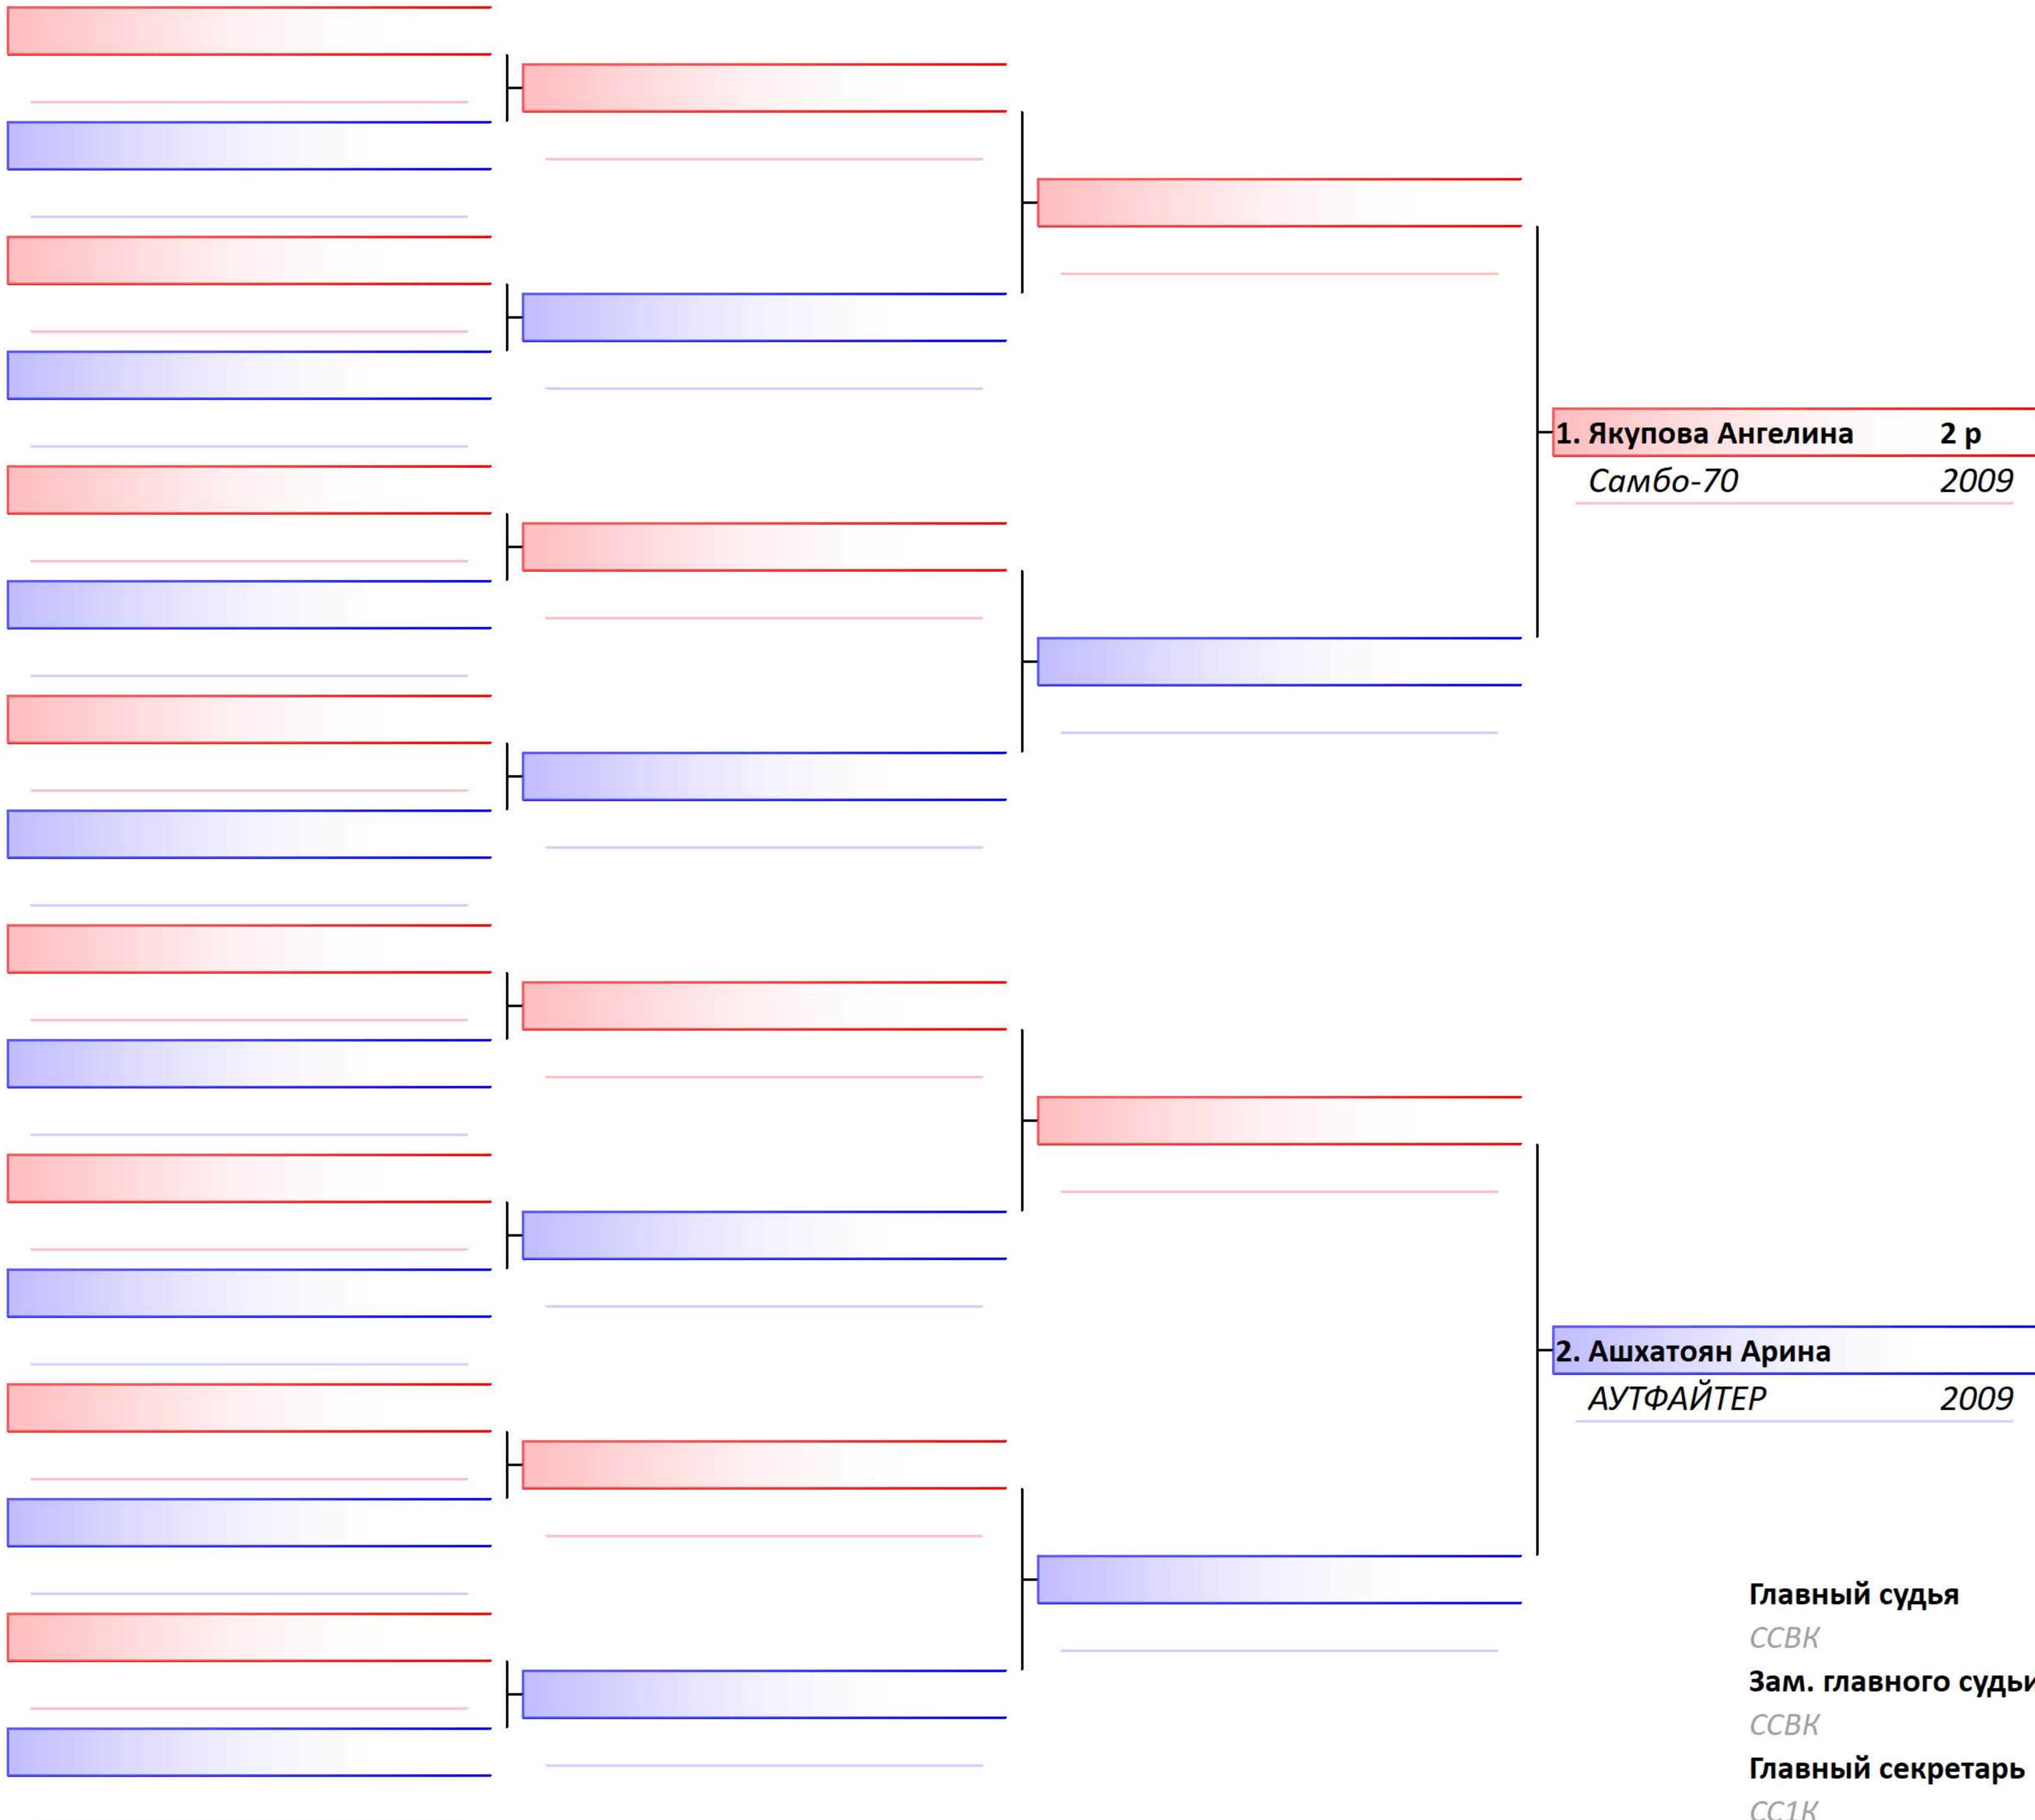 1. Якупова Ангелина 2 р
Самбо-70 2009
2. Ашхатоян Арина
АУТФАЙТЕР 2009
Главный судья
ССВК
Зам. главного судьи
ССВК
Главный секретарь
СС1К